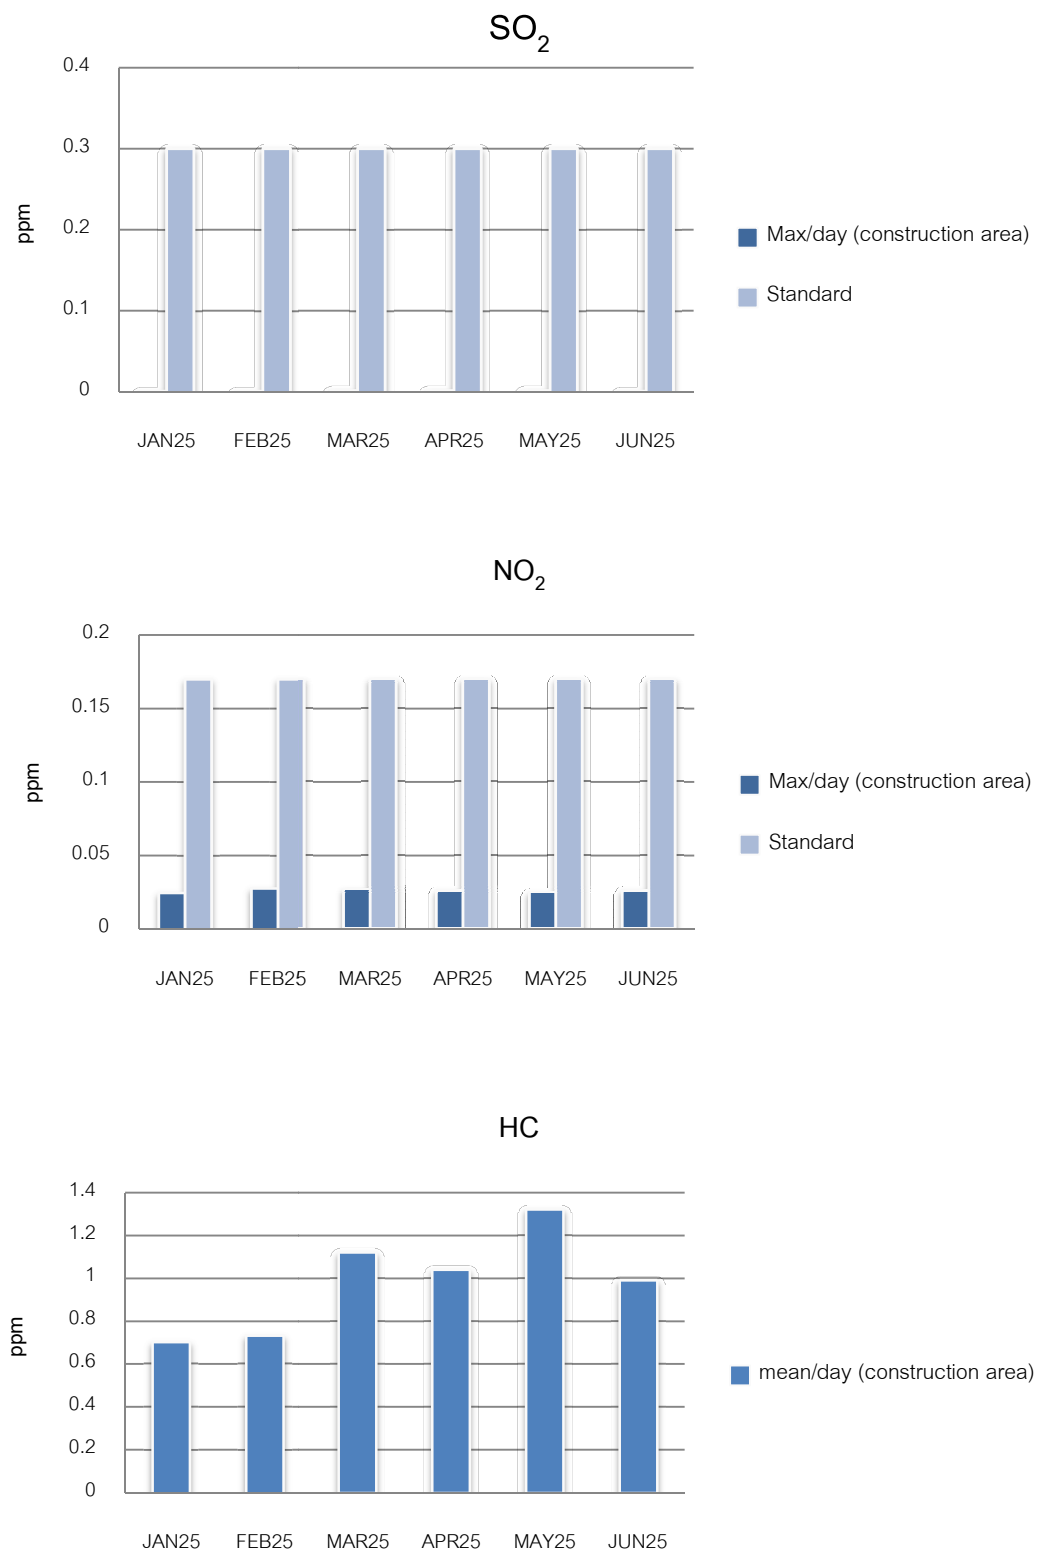 SO2
0.4
0.3
0.2
0.1
0
ppm
JAN25 FEB25 MAR25 APR25 MAY25 JUN25
Max/day (construction area)
Standard
NO2
0.2
0.15
0.1
0.05
0
ppm
JAN25 FEB25 MAR25 APR25 MAY25 JUN25
Max/day (construction area)
Standard
HC
1.4
1.2
1
0.8
0.6
0.4
0.2
0
ppm
JAN25 FEB25 MAR25 APR25 MAY25 JUN25
mean/day (construction area)